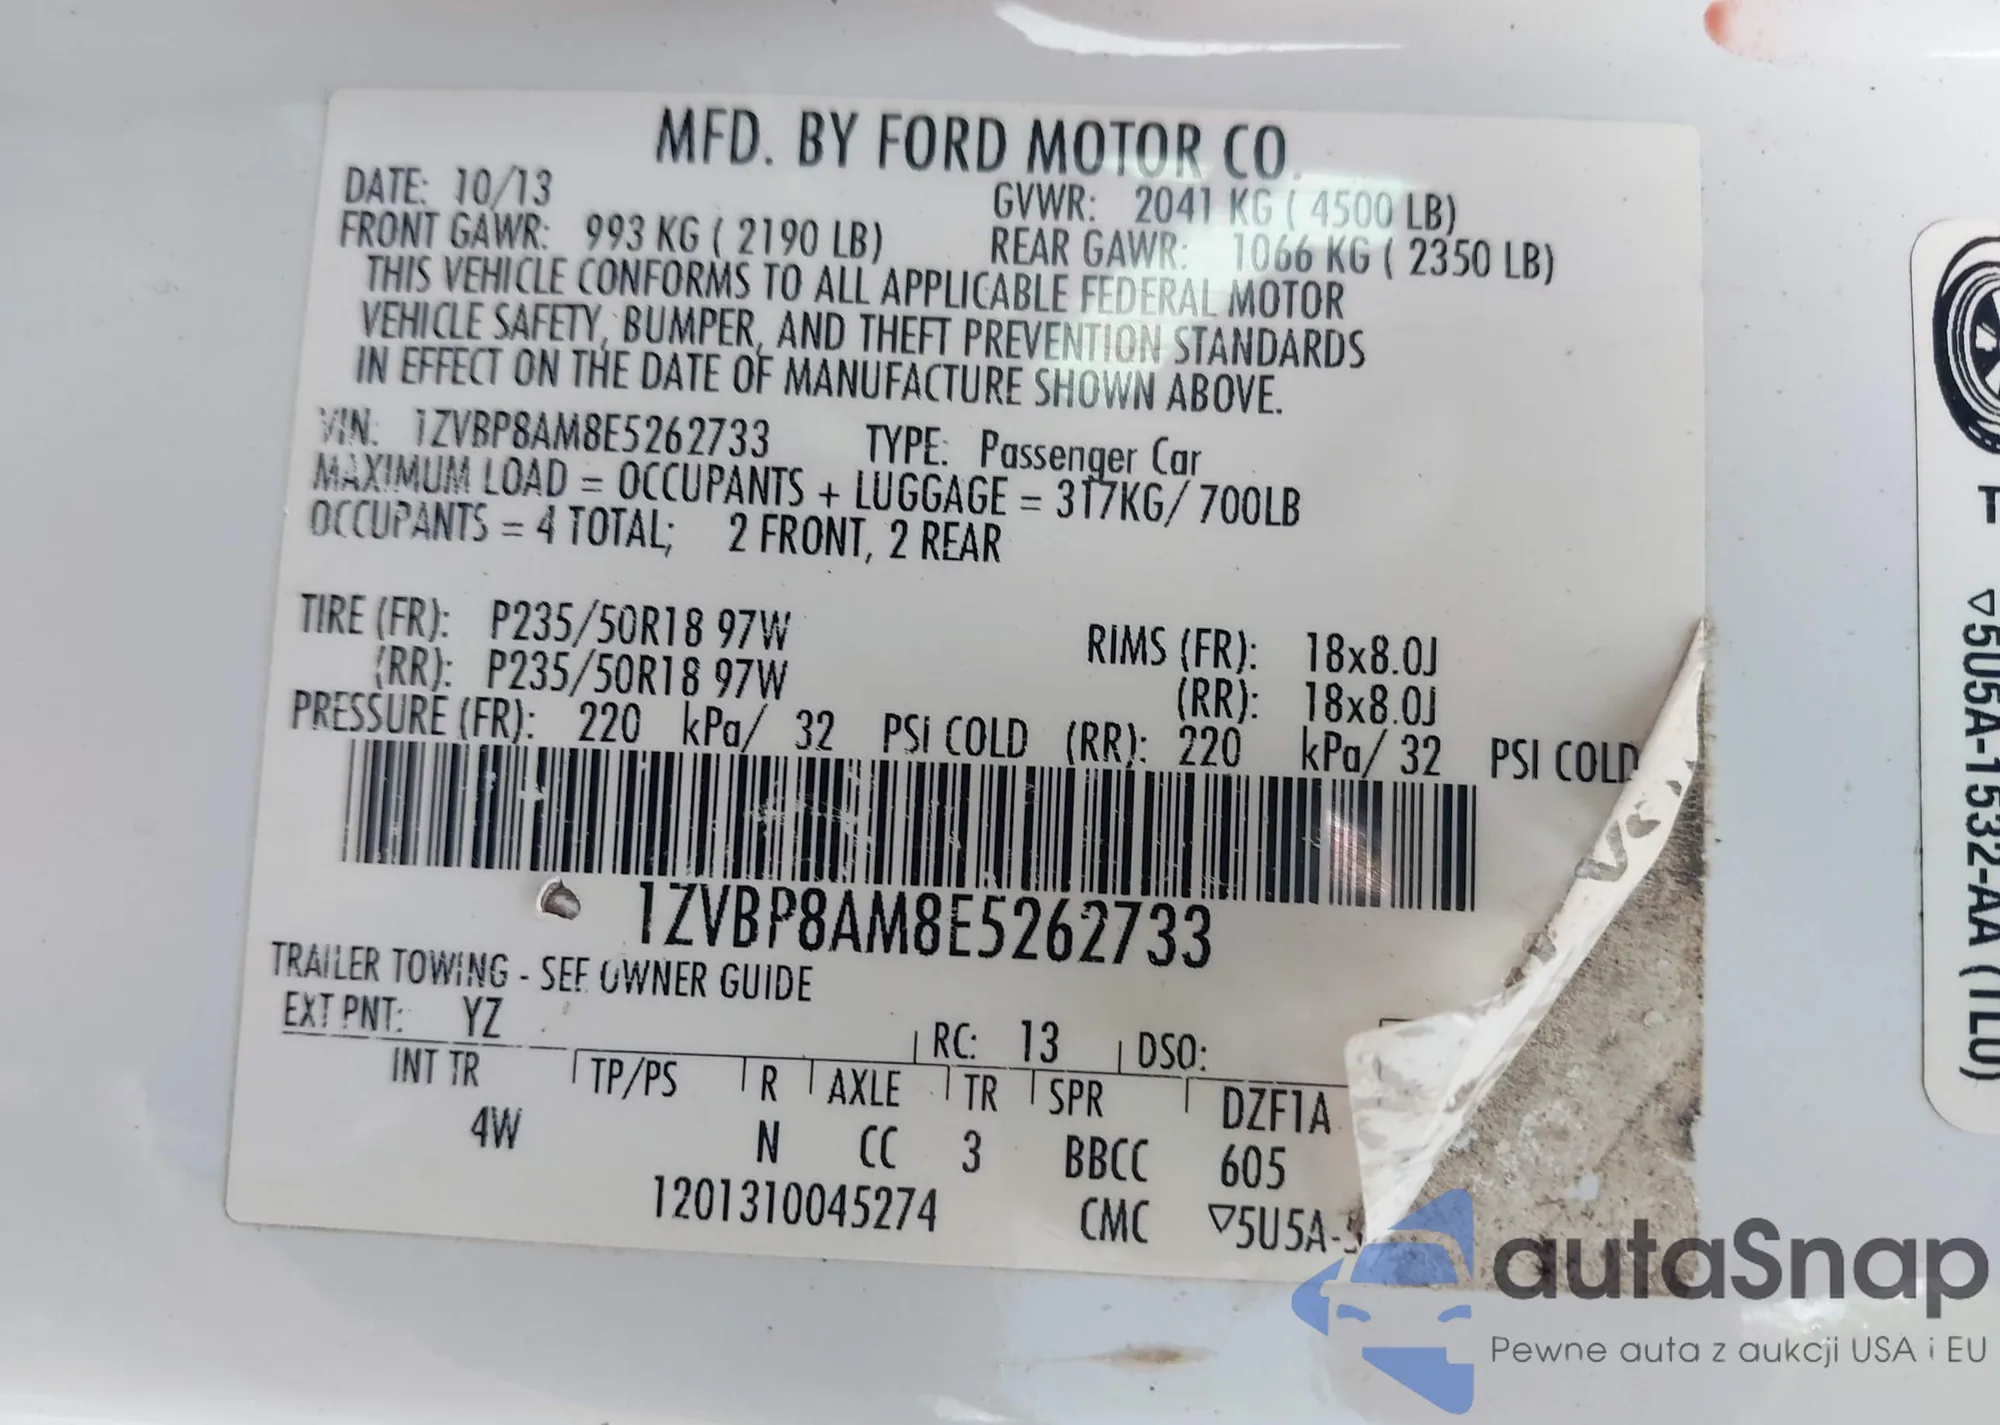 MFD. BY FORD MOTOR CO.
DATE: 10/13 GVWR: 2041 KG ( 4500 LB)
FRONT GAWR: 993 KG ( 2190 LB) REAR GAWR: 1066 KG ( 2350 LB)
THIS VEHICLE CONFORMS TO ALL APPLICABLE FEDERAL MOTOR
VEHICLE SAFETY, BUMPER, AND THEFT PREVENTION STANDARDS
IN EFFECT ON THE DATE OF MANUFACTURE SHOWN ABOVE.
VIN: 1ZVBP8AM8E5262733 TYPE: Passenger Car
MAXIMUM LOAD = OCCUPANTS + LUGGAGE = 317KG/ 700LB
OCCUPANTS = 4 TOTAL; 2 FRONT, 2 REAR
TIRE (FR): P235/50R18 97W RIMS (FR): 18x8.0J
(RR): P235/50R18 97W (RR): 18x8.0J
PRESSURE (FR): 220 kPa/ 32 PSI COLD (RR): 220 kPa/ 32 PSI COLD
1ZVBP8AM8E5262733
TRAILER TOWING - SEE OWNER GUIDE
EXT PNT: YZ RC: 13 DSO:
INT TR TP/PS R AXLE TR SPR DZF1A
4W N CC 3 BBCC 605
1201310045274 CMC ▽5U5A-
T
▽5U5A-1532-AA (TLU)
autaSnap
Pewne auta z aukcji USA i EU